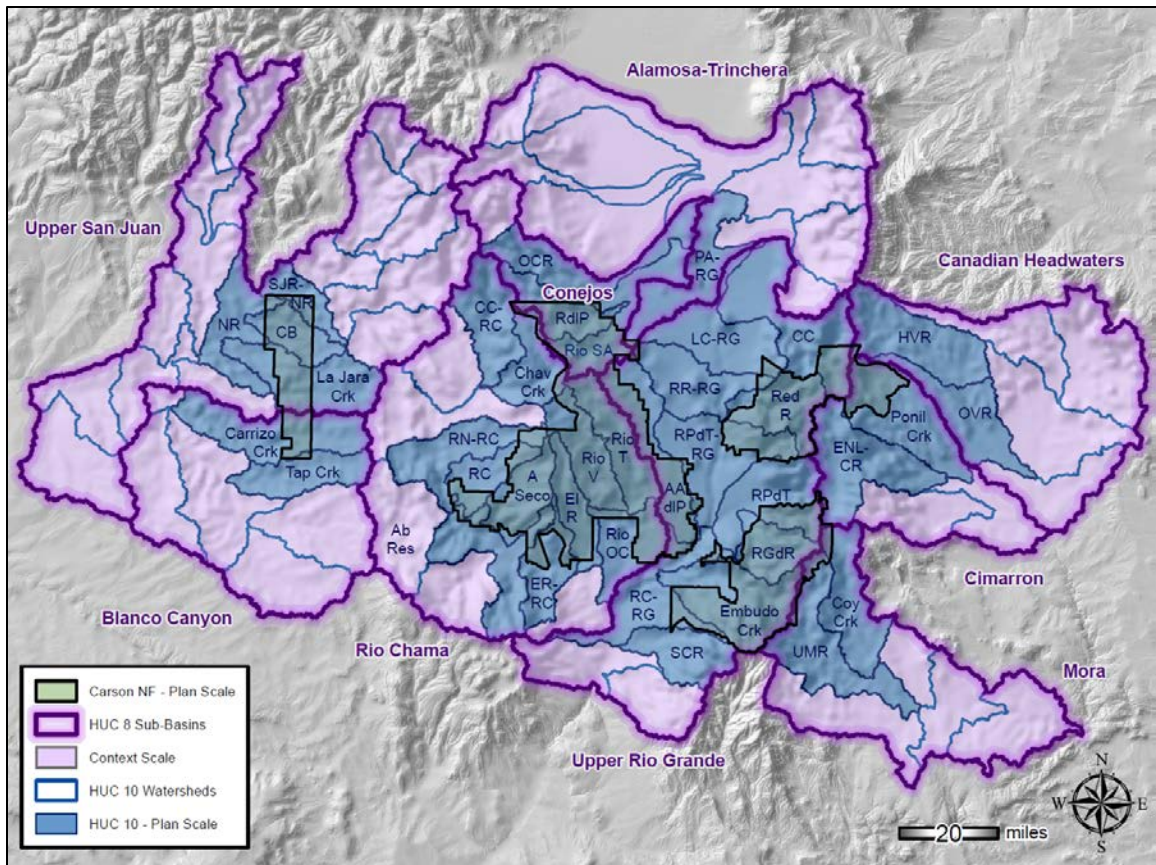 Alamosa-Trinchera
Upper San Juan
Canadian Headwaters
OCR
PA-
RG
SJR-
NR
Conejos
CC-
RC
RdIP
NR
CB
HVR
LC-RG
CC
Rio SA
La Jara
Crk
Chav
Crk
RR-RG
Red
R
Ponil
Crk
OVR
Carrizo
Crk
RN-RC
Rio
T
RPdT-
RG
ENL-
CR
Tap Crk
RC
A
Seco
Rio
V
AA
dIP
RPdT
El
R
Ab
Res
Rio
OC
RGdR
Cimarron
ER-
RC
RC-
RG
Embudo
Crk
Coy
Crk
Blanco Canyon
Rio Chama
SCR
UMR
Mora
Upper Rio Grande
Carson NF - Plan Scale
HUC 8 Sub-Basins
Context Scale
HUC 10 Watersheds
HUC 10 - Plan Scale
N
W
E
S
20 miles